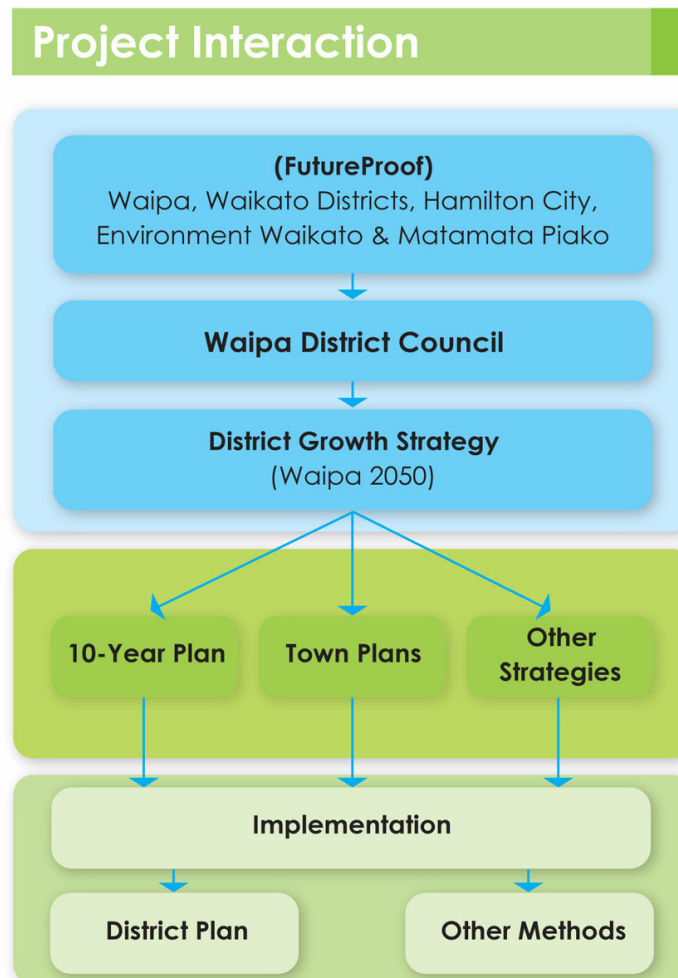 Project Interaction
(FutureProof)
Waipa, Waikato Districts, Hamilton City,
Environment Waikato & Matamata Piako
Waipa District Council
District Growth Strategy
(Waipa 2050)
10-Year Plan
Town Plans
Other
Strategies
Implementation
District Plan
Other Methods